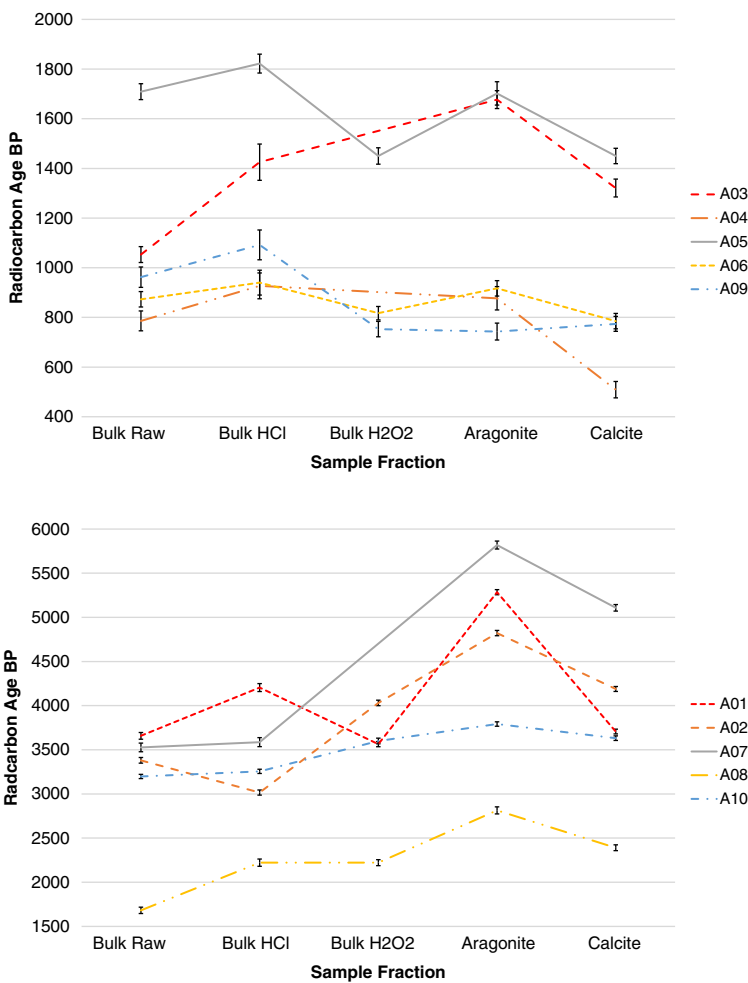 2000
1800
1600
1400
1200
1000
800
600
400
Radiocarbon Age BP
Bulk Raw Bulk HCl Bulk H2O2 Aragonite Calcite
Sample Fraction
A03
A04
A05
A06
A09
6000
5500
5000
4500
4000
3500
3000
2500
2000
1500
Radcarbon Age BP
Bulk Raw Bulk HCl Bulk H2O2 Aragonite Calcite
Sample Fraction
A01
A02
A07
A08
A10